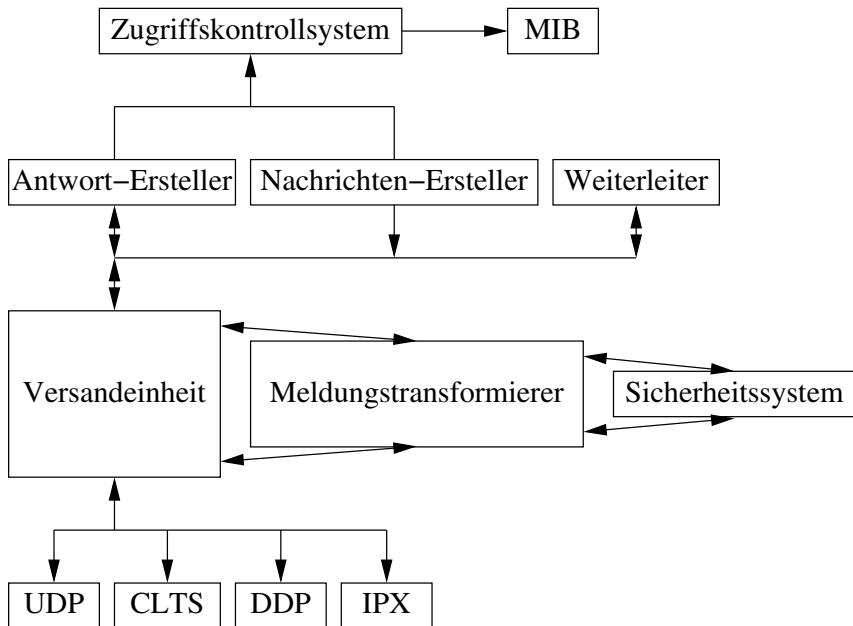 Zugriffskontrollsystem
MIB
Antwort−Ersteller
Nachrichten−Ersteller
Weiterleiter
Versandeinheit
Meldungstransformierer
Sicherheitssystem
UDP
CLTS
DDP
IPX